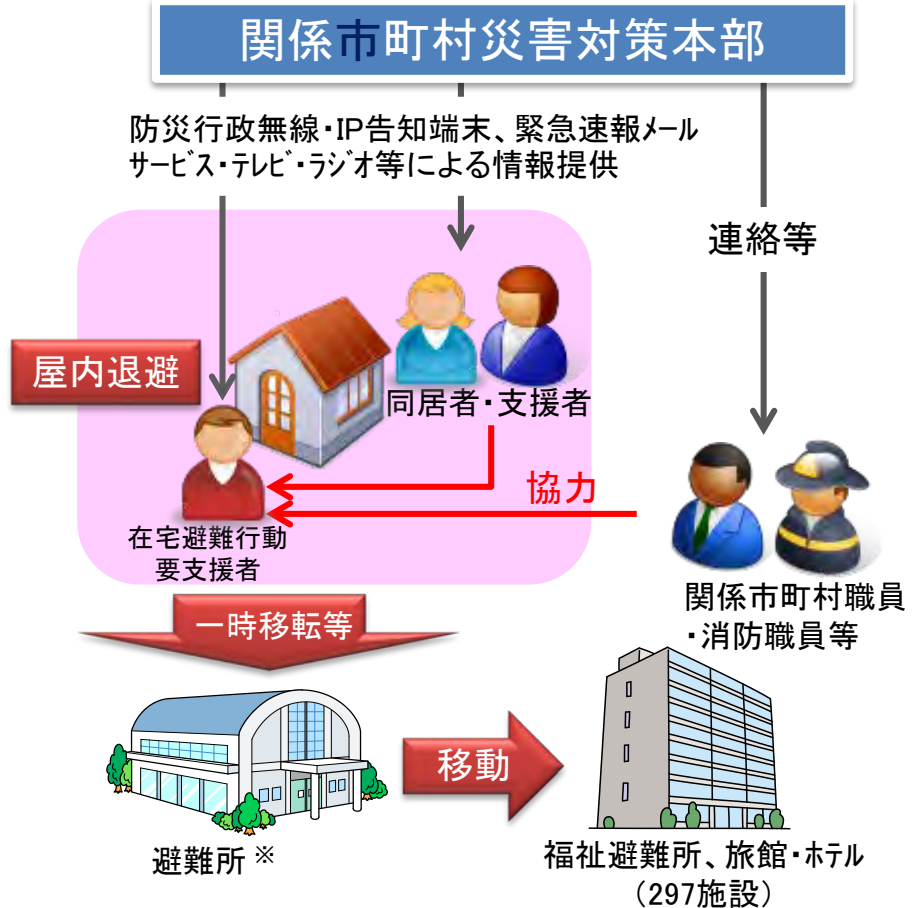 関係市町村災害対策本部
防災行政無線・IP告知端末、緊急速報ﾒｰﾙ
ｻｰﾋﾞｽ・ﾃﾚﾋﾞ・ﾗｼﾞｵ等による情報提供
連絡等
屋内退避
同居者・支援者
協力
在宅避難行動
要支援者
関係市町村職員
・消防職員等
一時移転等
移動
避難所※
福祉避難所、旅館・ﾎﾃﾙ
（297施設）